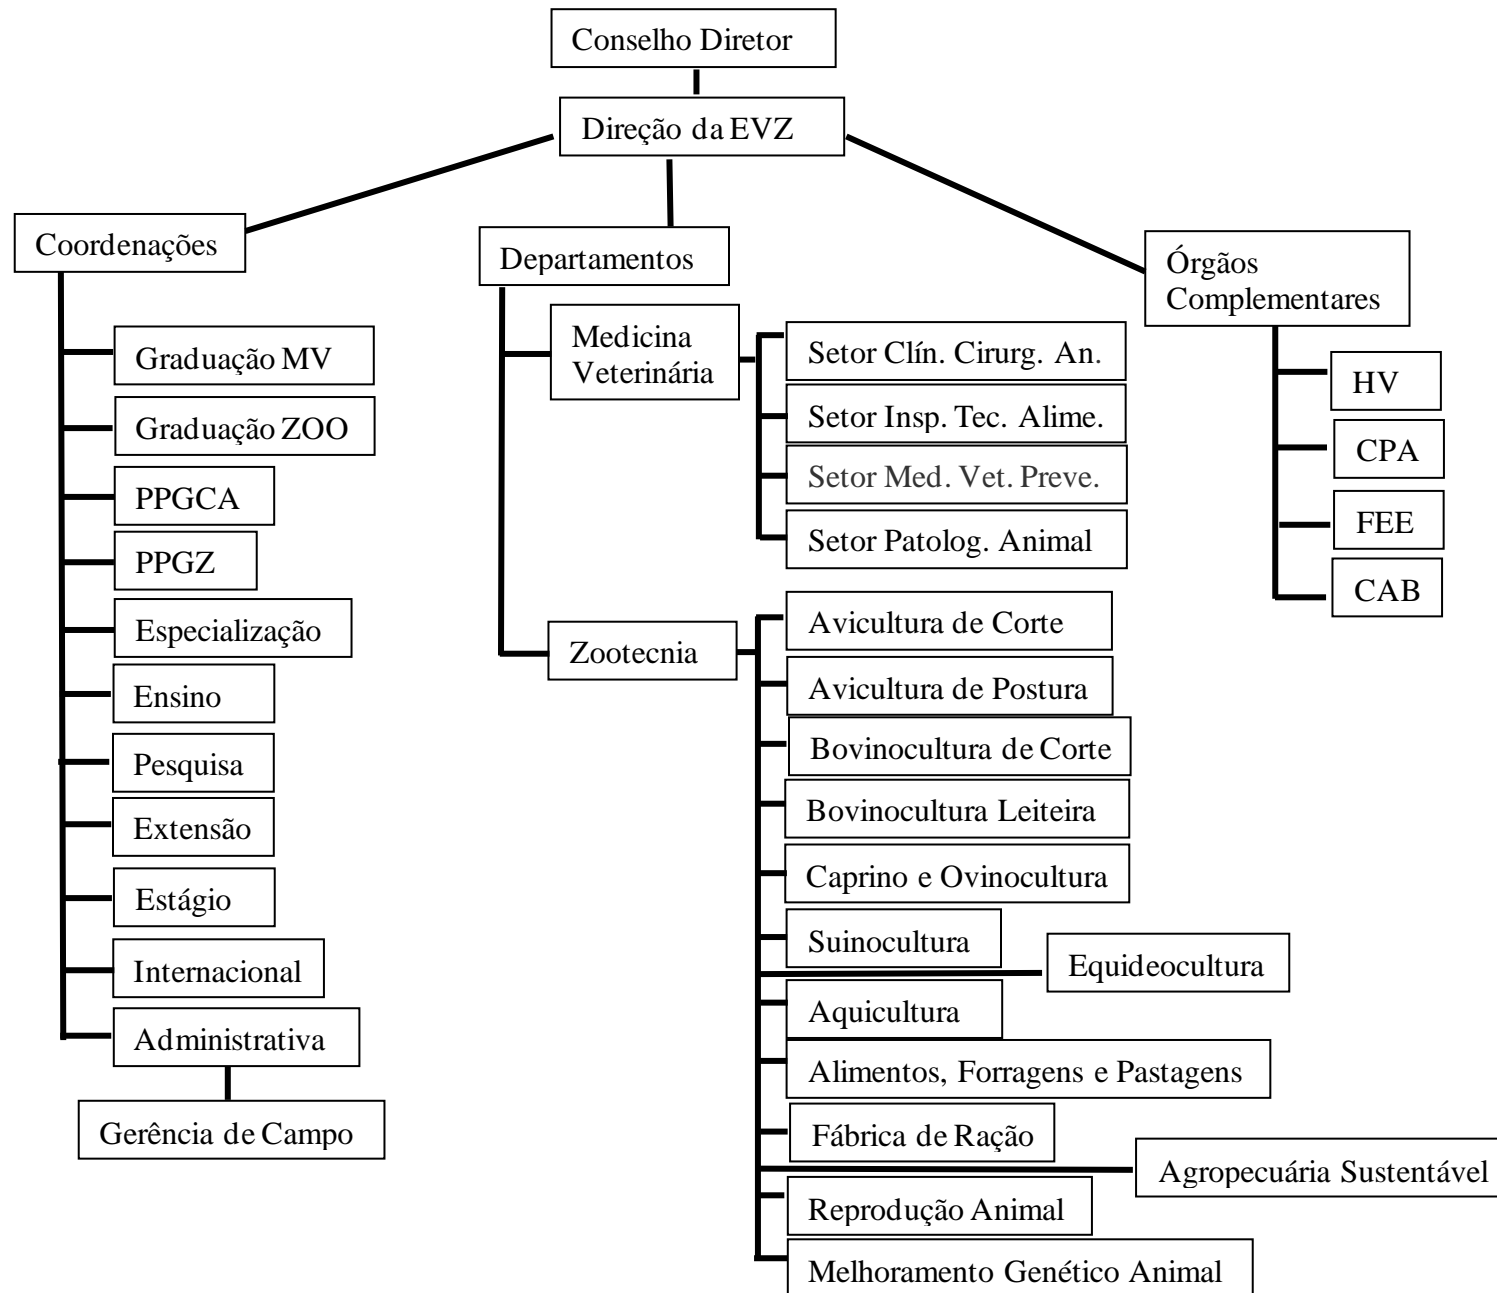 Conselho Diretor
Direção da EVZ
Coordenações
Graduação MV
Graduação ZOO
PPGCA
PPGZ
Especialização
Ensino
Pesquisa
Extensão
Estágio
Internacional
Administrativa
Gerência de Campo
Departamentos
Medicina
Veterinária
Setor Clín. Cirurg. An.
Setor Insp. Tec. Alime.
Setor Med. Vet. Preve.
Setor Patolog. Animal
Zootecnia
Avicultura de Corte
Avicultura de Postura
Bovinocultura de Corte
Bovinocultura Leiteira
Caprino e Ovinocultura
Suinocultura
Equideocultura
Aquicultura
Alimentos, Forragens e Pastagens
Fábrica de Ração
Agropecuária Sustentável
Reprodução Animal
Melhoramento Genético Animal
Órgãos
Complementares
HV
CPA
FEE
CAB